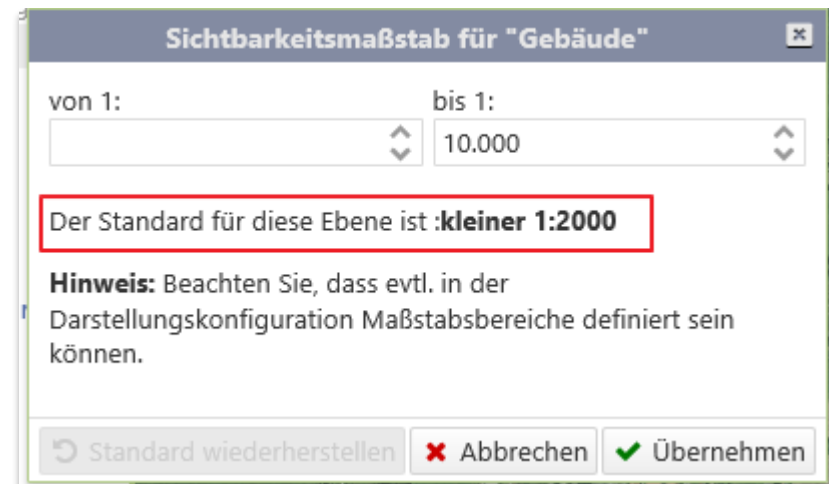 Sichtbarkeitsmaßstab für "Gebäude"
von 1: bis 1:
10.000
Der Standard für diese Ebene ist :kleiner 1:2000
Hinweis: Beachten Sie, dass evtl. in der
Darstellungskonfiguration Maßstabsbereiche definiert sein
können.
Standard wiederherstellen Abbrechen Übernehmen